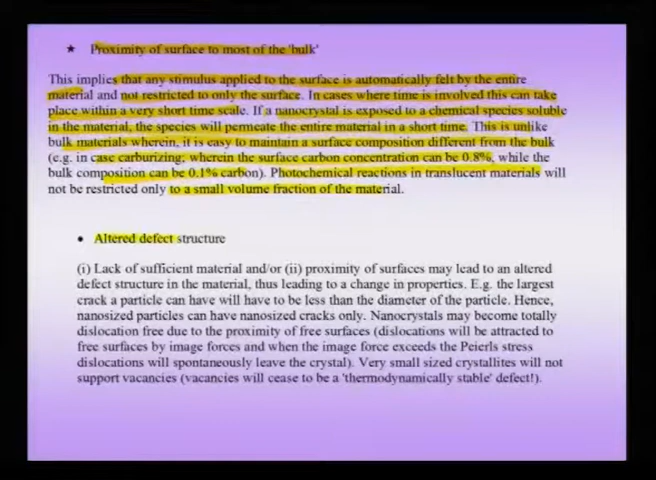 ★ Proximity of surface to most of the 'bulk'
This implies that any stimulus applied to the surface is automatically felt by the entire
material and not restricted to only the surface. In cases where time is involved this can take
place within a very short time scale. If a nanocrystal is exposed to a chemical species soluble
in the material, the species will permeate the entire material in a short time. This is unlike
bulk materials wherein, it is easy to maintain a surface composition different from the bulk
(e.g. in case carburizing; wherein the surface carbon concentration can be 0.8%, while the
bulk composition can be 0.1% carbon). Photochemical reactions in translucent materials will
not be restricted only to a small volume fraction of the material.
• Altered defect structure
(i) Lack of sufficient material and/or (ii) proximity of surfaces may lead to an altered
defect structure in the material, thus leading to a change in properties. E.g. the largest
crack a particle can have will have to be less than the diameter of the particle. Hence,
nanosized particles can have nanosized cracks only. Nanocrystals may become totally
dislocation free due to the proximity of free surfaces (dislocations will be attracted to
free surfaces by image forces and when the image force exceeds the Peierls stress
dislocations will spontaneously leave the crystal). Very small sized crystallites will not
support vacancies (vacancies will cease to be a 'thermodynamically stable' defect!).